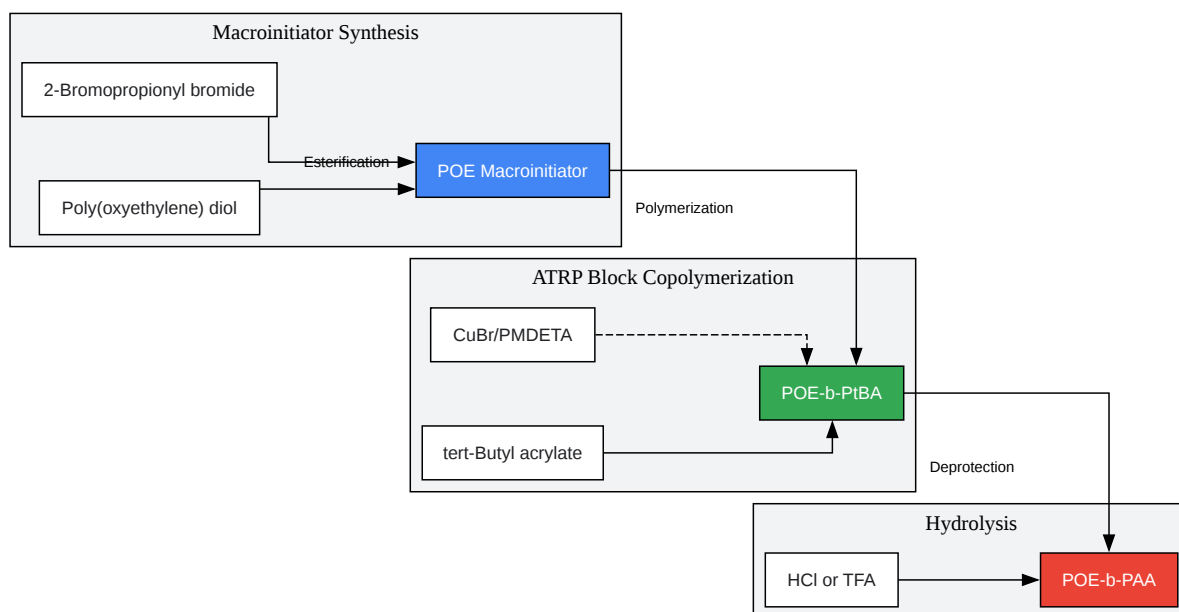 Macroinitiator Synthesis
2-Bromopropionyl bromide
Esterification
POE Macroinitiator
Poly(oxyethylene) diol
Polymerization
ATRP Block Copolymerization
CuBr/PMDETA
POE-b-PtBA
tert-Butyl acrylate
Deprotection
Hydrolysis
HCl or TFA
POE-b-PAA